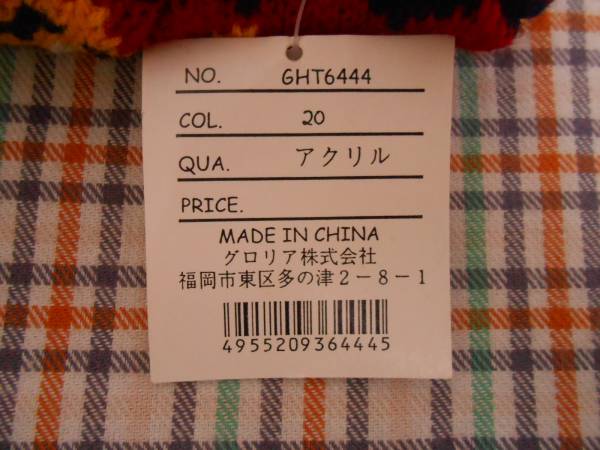 NO. GHT6444
COL. 20
QUA. アクリル
PRICE.
MADE IN CHINA
グロリア株式会社
福岡市東区多の津2-8-1
4955209364445